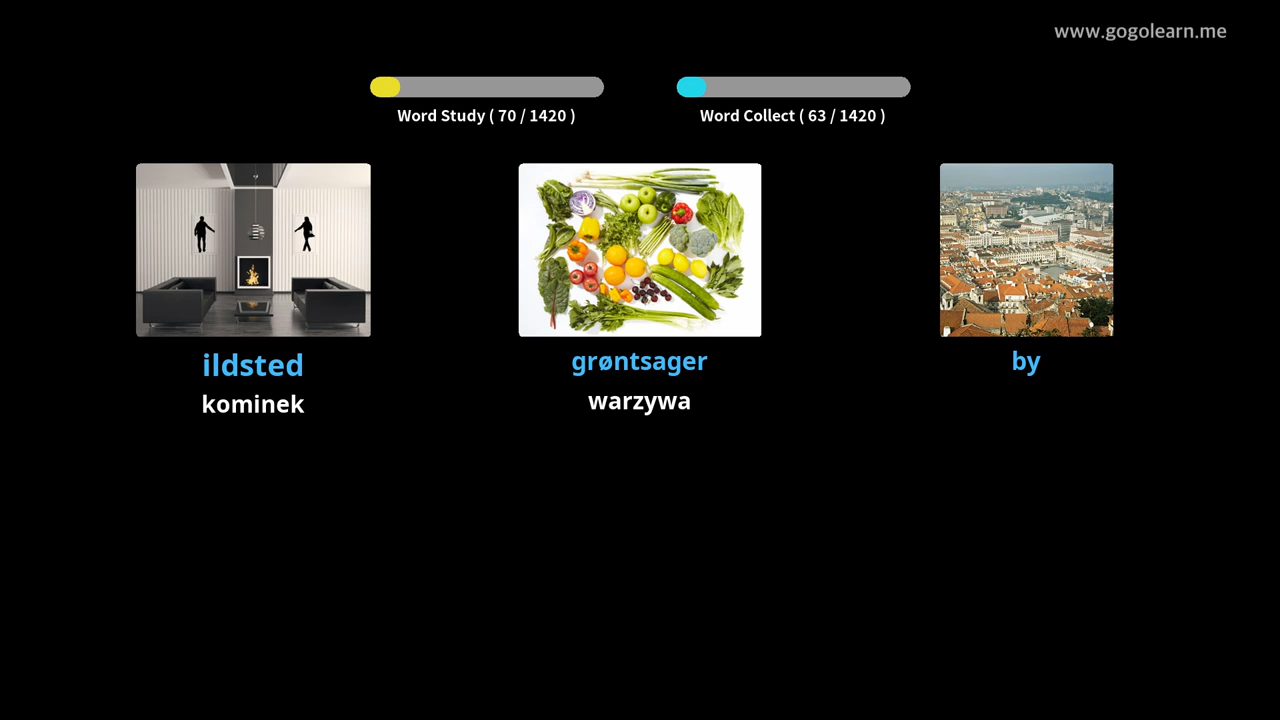 www.gogolearn.me
Word Study ( 70 / 1420 )
Word Collect ( 63 / 1420 )
ildsted
kominek
grøntsager
warzywa
by